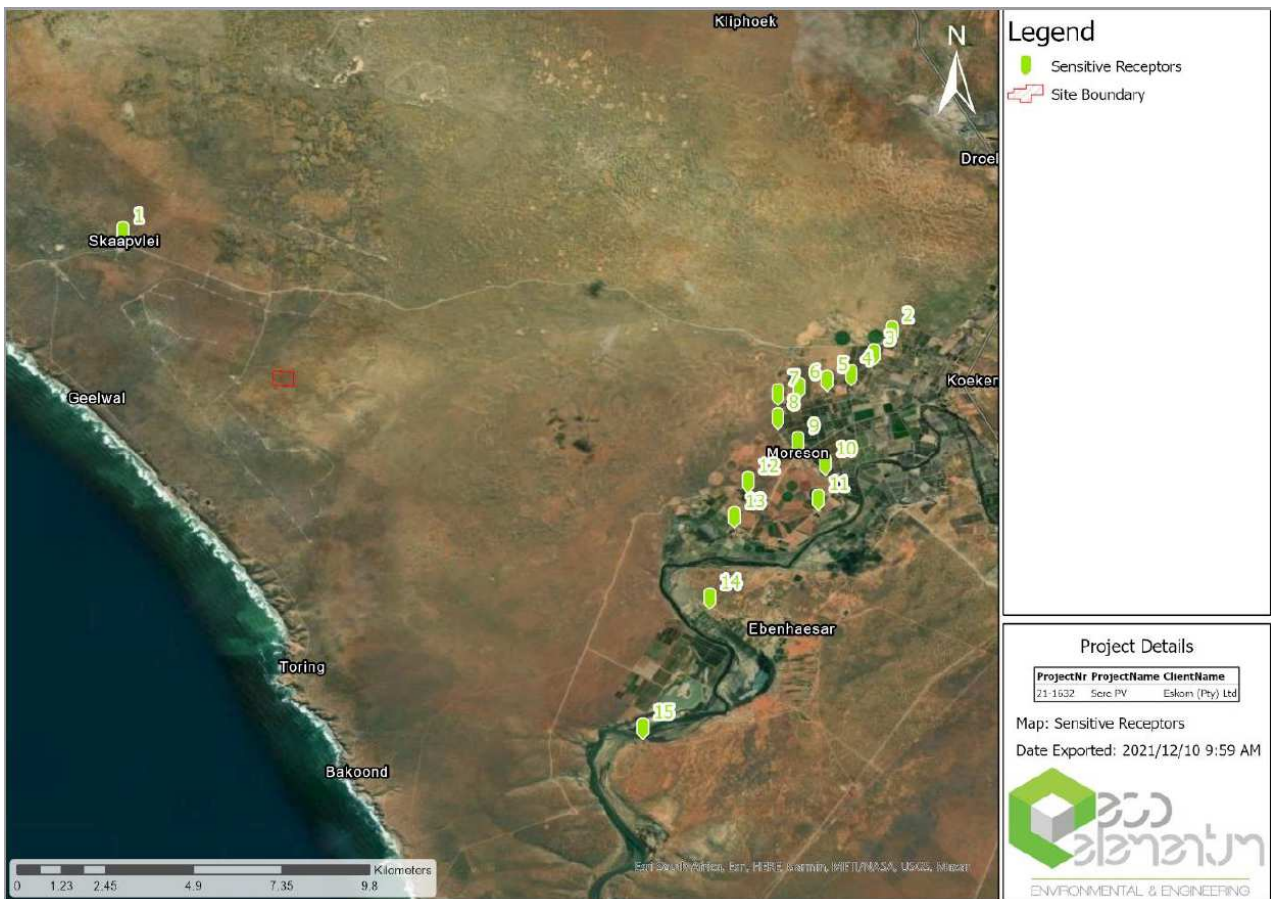 Kliphoek
N
Droel
1
Skaapvlei
2
3
4
5
6
7
8
Koeken
Geelwal
9
Moreson
10
12
11
13
14
Ebenhaesar
Toring
15
Bakoond
Kilometers
0 1.23 2.45 4.9 7.35 9.8
Esri South Africa, Esri, HERE, Garmin, METI/NASA, USGS, Maxar
Legend
Sensitive Receptors
Site Boundary
Project Details
ProjectNr ProjectName ClientName
21-1632 Sere PV Eskom (Pty) Ltd
Map: Sensitive Receptors
Date Exported: 2021/12/10 9:59 AM
eco
elementum
ENVIRONMENTAL & ENGINEERING